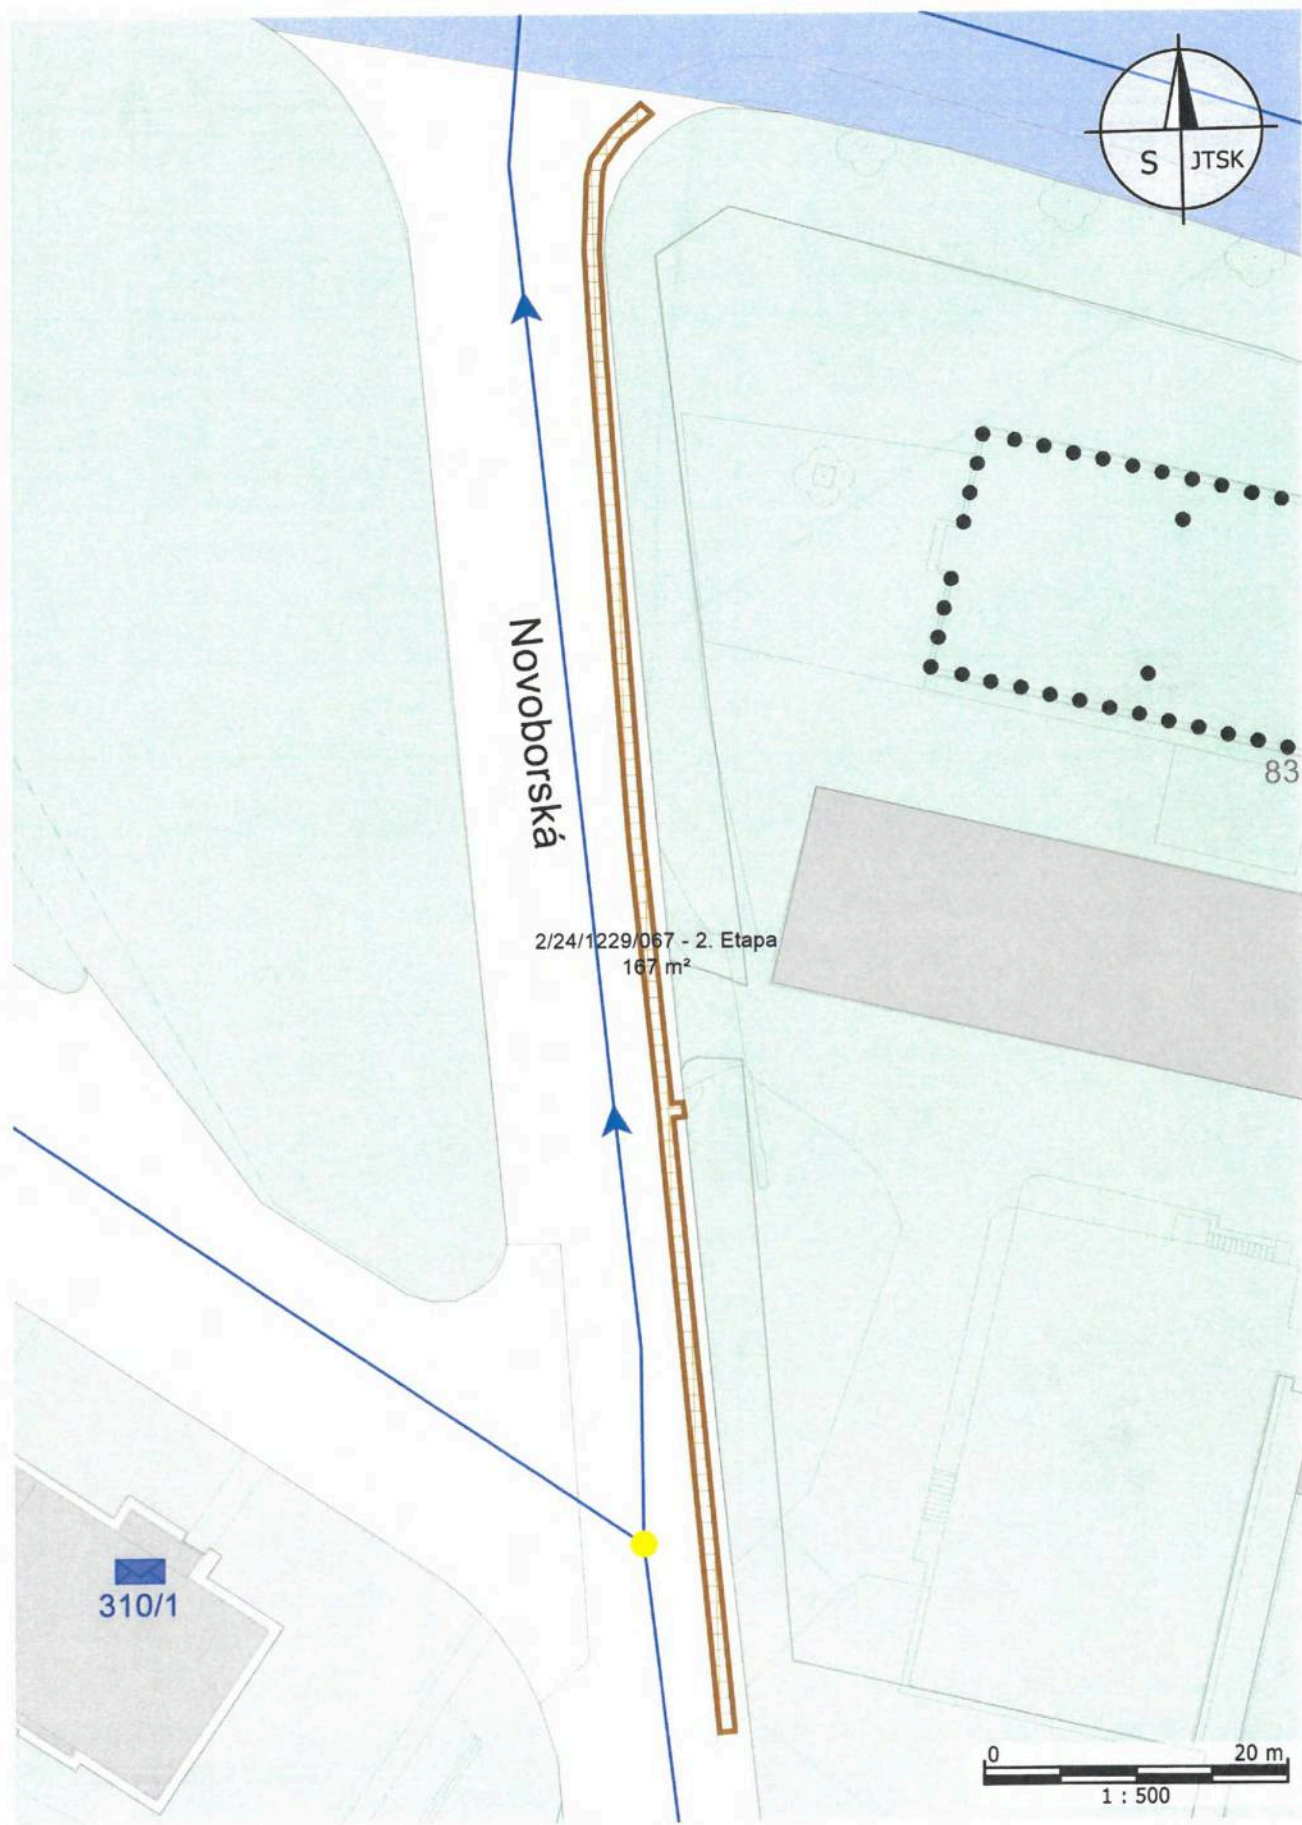 S JTSK
Novoborská
83
2/24/1229/067 - 2. Etapa
167 m²
310/1
0 20 m
1 : 500